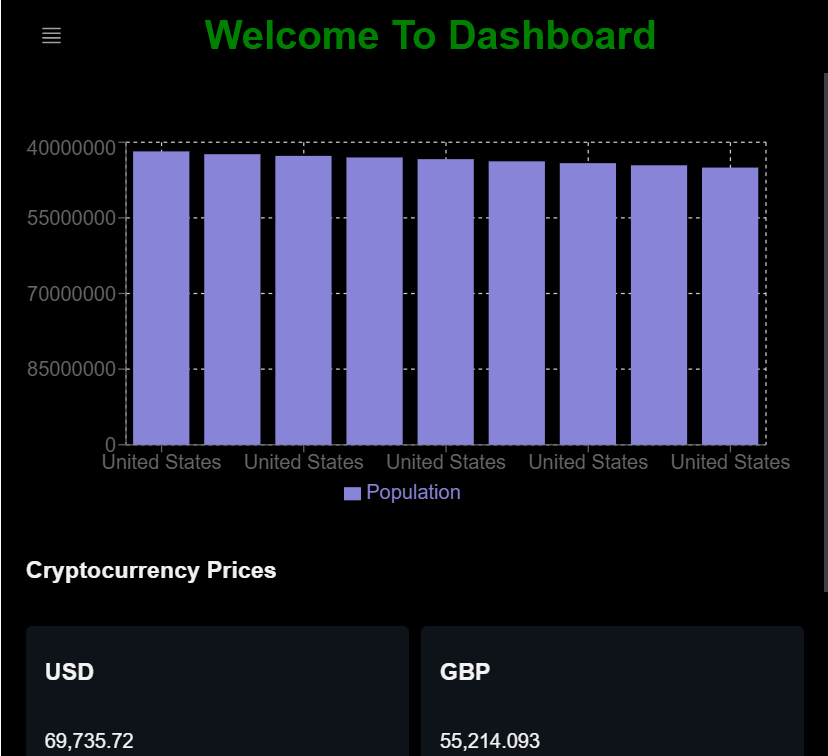 Welcome To Dashboard
40000000
55000000
70000000
85000000
0
United States United States United States United States United States
Population
Cryptocurrency Prices
USD GBP
69,735.72 55,214.093